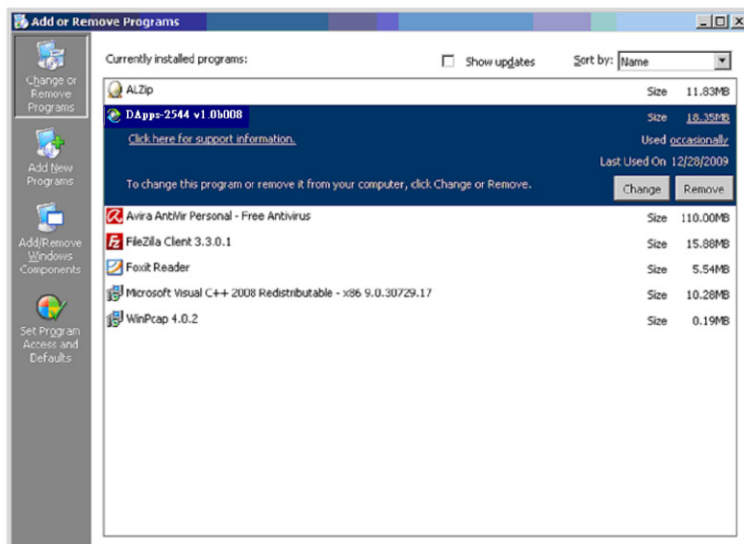 Add or Remove Programs
Change or
Remove
Programs
Add New
Programs
Add/Remove
Windows
Components
Set Program
Access and
Defaults
Currently installed programs: Show updates Sort by: Name
ALZip Size 11.83MB
DApps-2544 v1.0b008 Size 18.35MB
Click here for support information. Used occasionally
Last Used On 12/28/2009
To change this program or remove it from your computer, click Change or Remove. Change Remove
Avira AntiVir Personal - Free Antivirus Size 110.00MB
FileZilla Client 3.3.0.1 Size 15.88MB
Foxit Reader Size 5.54MB
Microsoft Visual C++ 2008 Redistributable - x86 9.0.30729.17 Size 10.28MB
WinPcap 4.0.2 Size 0.19MB